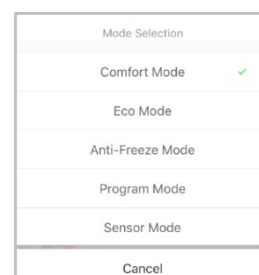 Mode Selection
Comfort Mode
Eco Mode
Anti-Freeze Mode
Program Mode
Sensor Mode
Cancel